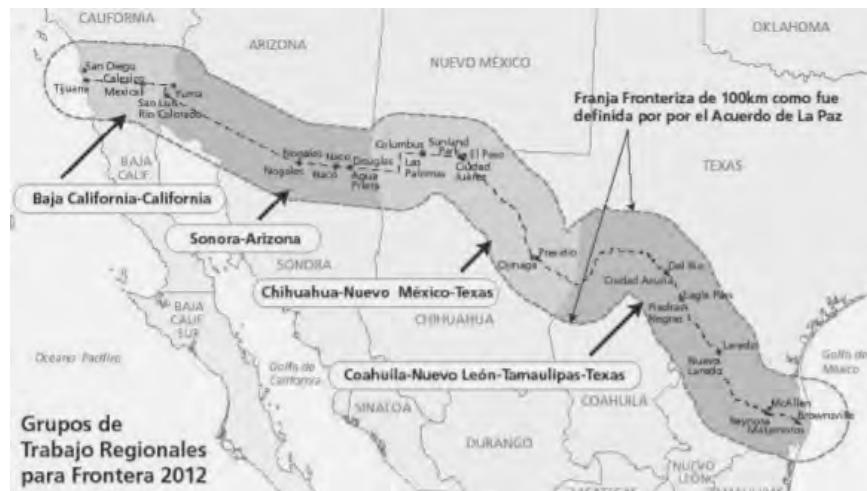 CALIFORNIA
ARIZONA
NUEVO MÉXICO
OKLAHOMA
San Diego
Calexico
Tijuana
Mexicali
Yuma
San Luis
Río Colorado
Franja Fronteriza de 100km como fue
definida por por el Acuerdo de La Paz
TEXAS
BAJA
CALIF.
Nogales
Naco
Douglas
Columbus
Sunland
Park
El Paso
Nogales
Naco
Agua
Prieta
Las
Palomas
Ciudad
Juárez
Baja California-California
Sonora-Arizona
SONORA
Ojinaga
Presidio
Chihuahua-Nuevo México-Texas
CHIHUAHUA
Ciudad Acuña
Del Rio
Eagle Pass
Piedras
Negras
BAJA
CALIF
SUR
Océano Pacífico
Golfo de
California
Coahuila-Nuevo León-Tamaulipas-Texas
Laredo
Nuevo
Laredo
Golfo de
México
SINALOA
DURANGO
COAHUILA
McAllen
Brownsville
Reynosa
Matamoros
NUEVO
LEÓN
Grupos de
Trabajo Regionales
para Frontera 2012